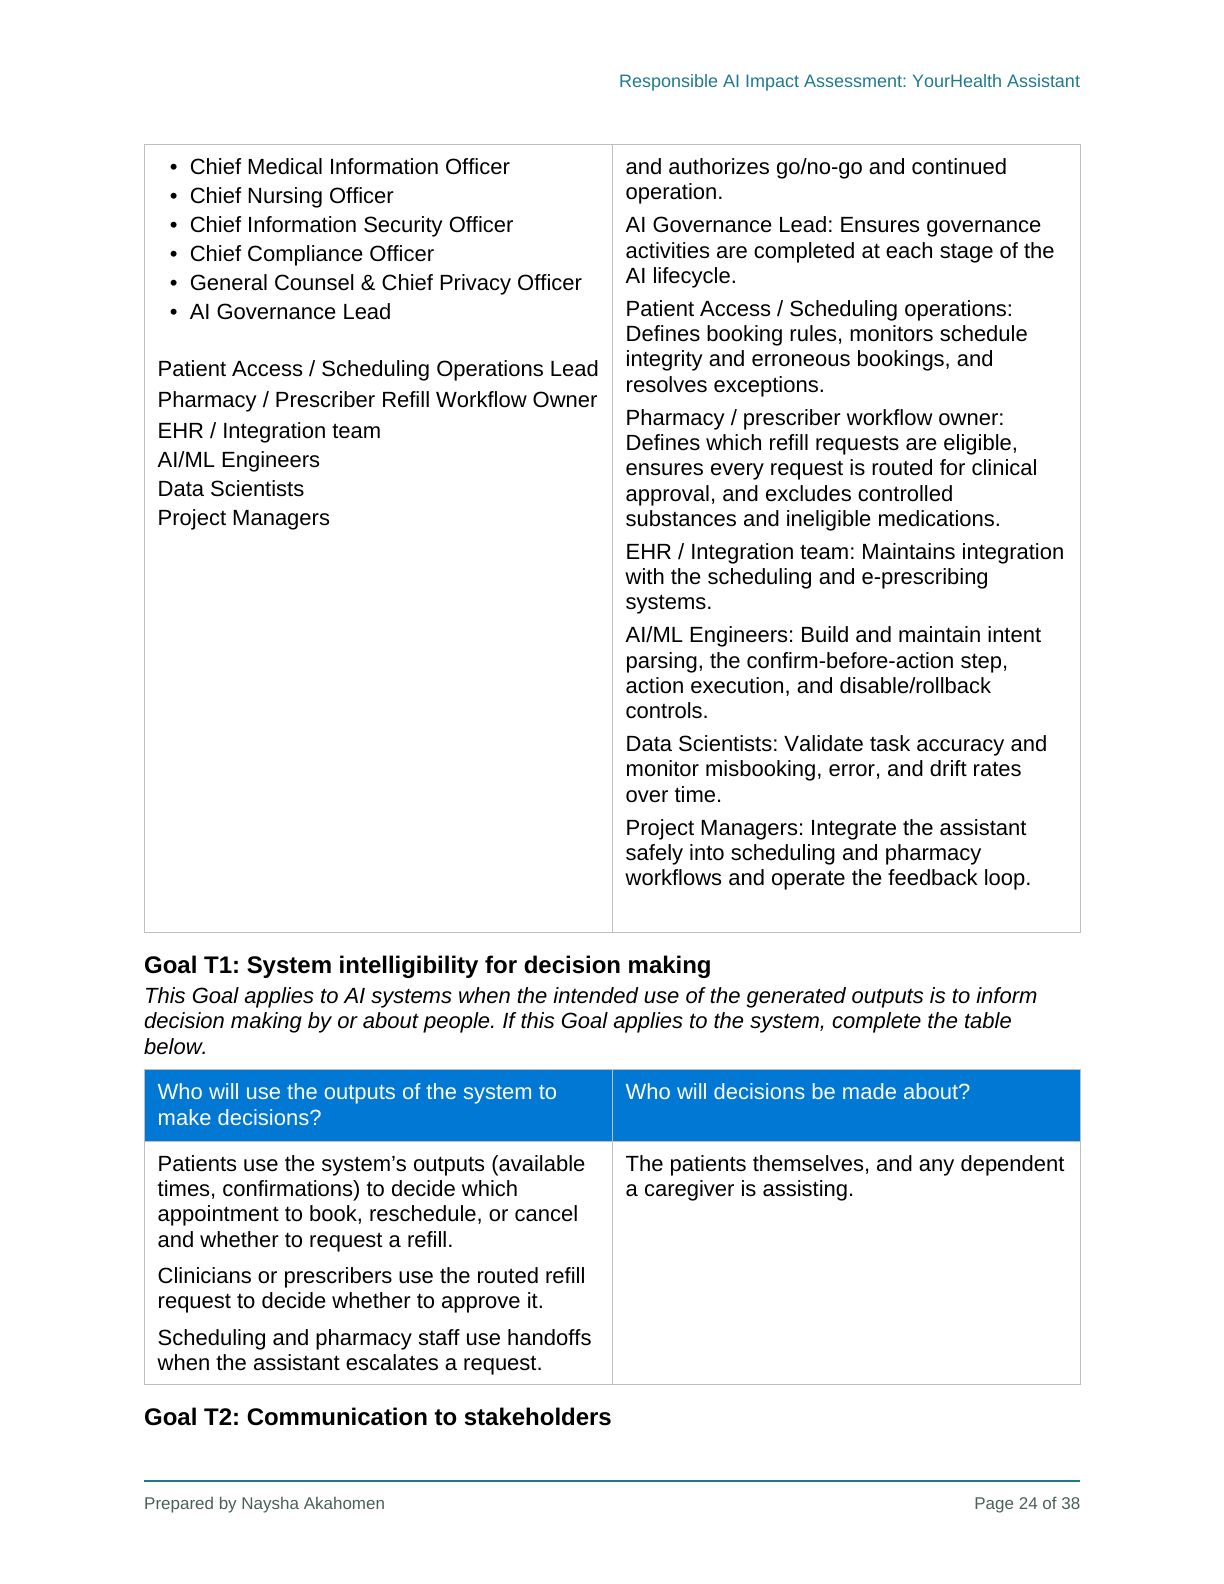 Responsible AI Impact Assessment: YourHealth Assistant
• Chief Medical Information Officer
• Chief Nursing Officer
• Chief Information Security Officer
• Chief Compliance Officer
• General Counsel & Chief Privacy Officer
• AI Governance Lead
Patient Access / Scheduling Operations Lead
Pharmacy / Prescriber Refill Workflow Owner
EHR / Integration team
AI/ML Engineers
Data Scientists
Project Managers
and authorizes go/no-go and continued
operation.
AI Governance Lead: Ensures governance
activities are completed at each stage of the
AI lifecycle.
Patient Access / Scheduling operations:
Defines booking rules, monitors schedule
integrity and erroneous bookings, and
resolves exceptions.
Pharmacy / prescriber workflow owner:
Defines which refill requests are eligible,
ensures every request is routed for clinical
approval, and excludes controlled
substances and ineligible medications.
EHR / Integration team: Maintains integration
with the scheduling and e-prescribing
systems.
AI/ML Engineers: Build and maintain intent
parsing, the confirm-before-action step,
action execution, and disable/rollback
controls.
Data Scientists: Validate task accuracy and
monitor misbooking, error, and drift rates
over time.
Project Managers: Integrate the assistant
safely into scheduling and pharmacy
workflows and operate the feedback loop.
Goal T1: System intelligibility for decision making
This Goal applies to AI systems when the intended use of the generated outputs is to inform
decision making by or about people. If this Goal applies to the system, complete the table
below.
Who will use the outputs of the system to
make decisions?
Who will decisions be made about?
Patients use the system’s outputs (available
times, confirmations) to decide which
appointment to book, reschedule, or cancel
and whether to request a refill.
Clinicians or prescribers use the routed refill
request to decide whether to approve it.
Scheduling and pharmacy staff use handoffs
when the assistant escalates a request.
The patients themselves, and any dependent
a caregiver is assisting.
Goal T2: Communication to stakeholders
Prepared by Naysha Akahomen
Page 24 of 38